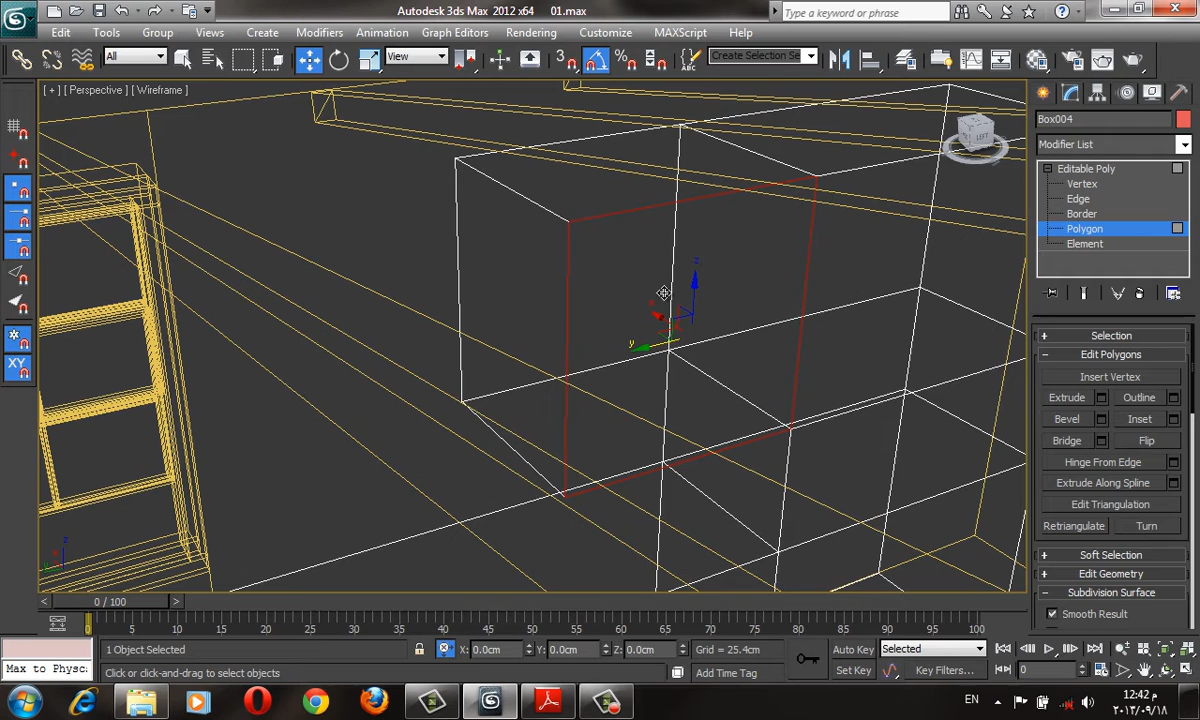 Autodesk 3ds Max 2012 x64 01.max
Type a keyword or phrase
Edit Tools Group Views Create Modifiers Animation Graph Editors Rendering Customize MAXScript Help
All View Create Selection Se
[ + ] [ Perspective ] [ Wireframe ]
LEFT
z
y
Box004
Modifier List
Editable Poly
Vertex
Edge
Border
Polygon
Element
+ Selection
- Edit Polygons
Insert Vertex
Extrude Outline
Bevel Inset
Bridge Flip
Hinge From Edge
Extrude Along Spline
Edit Triangulation
Retriangulate Turn
+ Soft Selection
+ Edit Geometry
- Subdivision Surface
Smooth Result
XY
z
< 0 / 100 >
0 5 10 15 20 25 30 35 40 45 50 55 60 65 70 75 80 85 90 95 100
1 Object Selected X: 0.0cm Y: 0.0cm Z: 0.0cm Grid = 25.4cm Auto Key Selected
Max to Physc Click or click-and-drag to select objects Add Time Tag Set Key Key Filters... 0
EN 12:42 م
٢٠١٣/٠٩/١٨